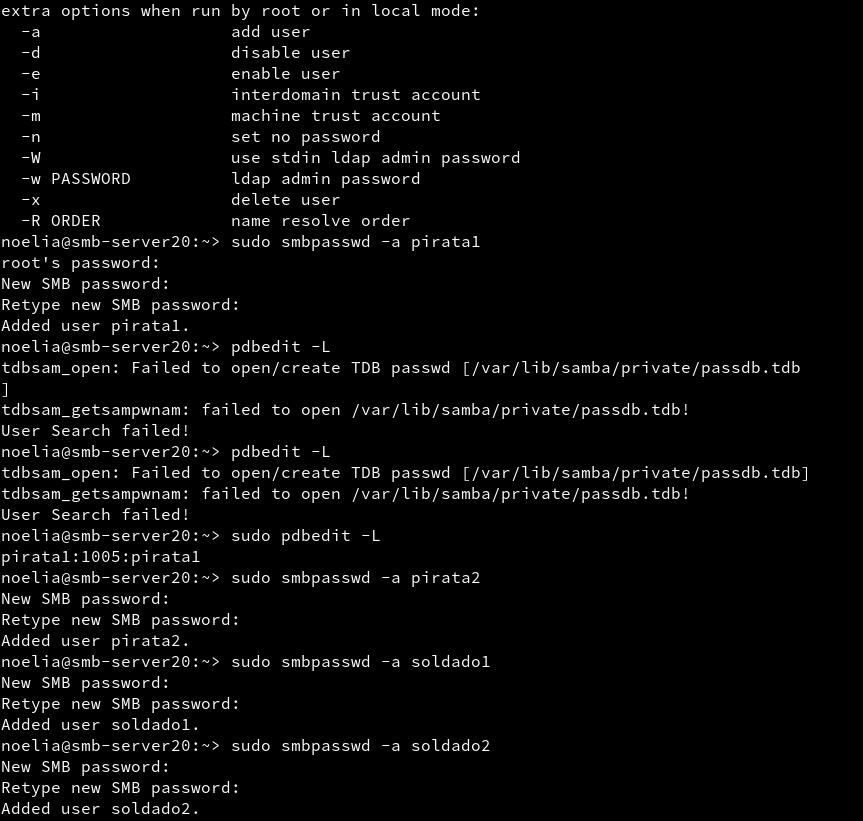 extra options when run by root or in local mode:
  -a                   add user
  -d                   disable user
  -e                   enable user
  -i                   interdomain trust account
  -m                   machine trust account
  -n                   set no password
  -W                   use stdin ldap admin password
  -w PASSWORD          ldap admin password
  -x                   delete user
  -R ORDER             name resolve order
noelia@smb-server20:~> sudo smbpasswd -a pirata1
root's password:
New SMB password:
Retype new SMB password:
Added user pirata1.
noelia@smb-server20:~> pdbedit -L
tdbsam_open: Failed to open/create TDB passwd [/var/lib/samba/private/passdb.tdb
]
tdbsam_getsampwnam: failed to open /var/lib/samba/private/passdb.tdb!
User Search failed!
noelia@smb-server20:~> pdbedit -L
tdbsam_open: Failed to open/create TDB passwd [/var/lib/samba/private/passdb.tdb]
tdbsam_getsampwnam: failed to open /var/lib/samba/private/passdb.tdb!
User Search failed!
noelia@smb-server20:~> sudo pdbedit -L
pirata1:1005:pirata1
noelia@smb-server20:~> sudo smbpasswd -a pirata2
New SMB password:
Retype new SMB password:
Added user pirata2.
noelia@smb-server20:~> sudo smbpasswd -a soldado1
New SMB password:
Retype new SMB password:
Added user soldado1.
noelia@smb-server20:~> sudo smbpasswd -a soldado2
New SMB password:
Retype new SMB password:
Added user soldado2.